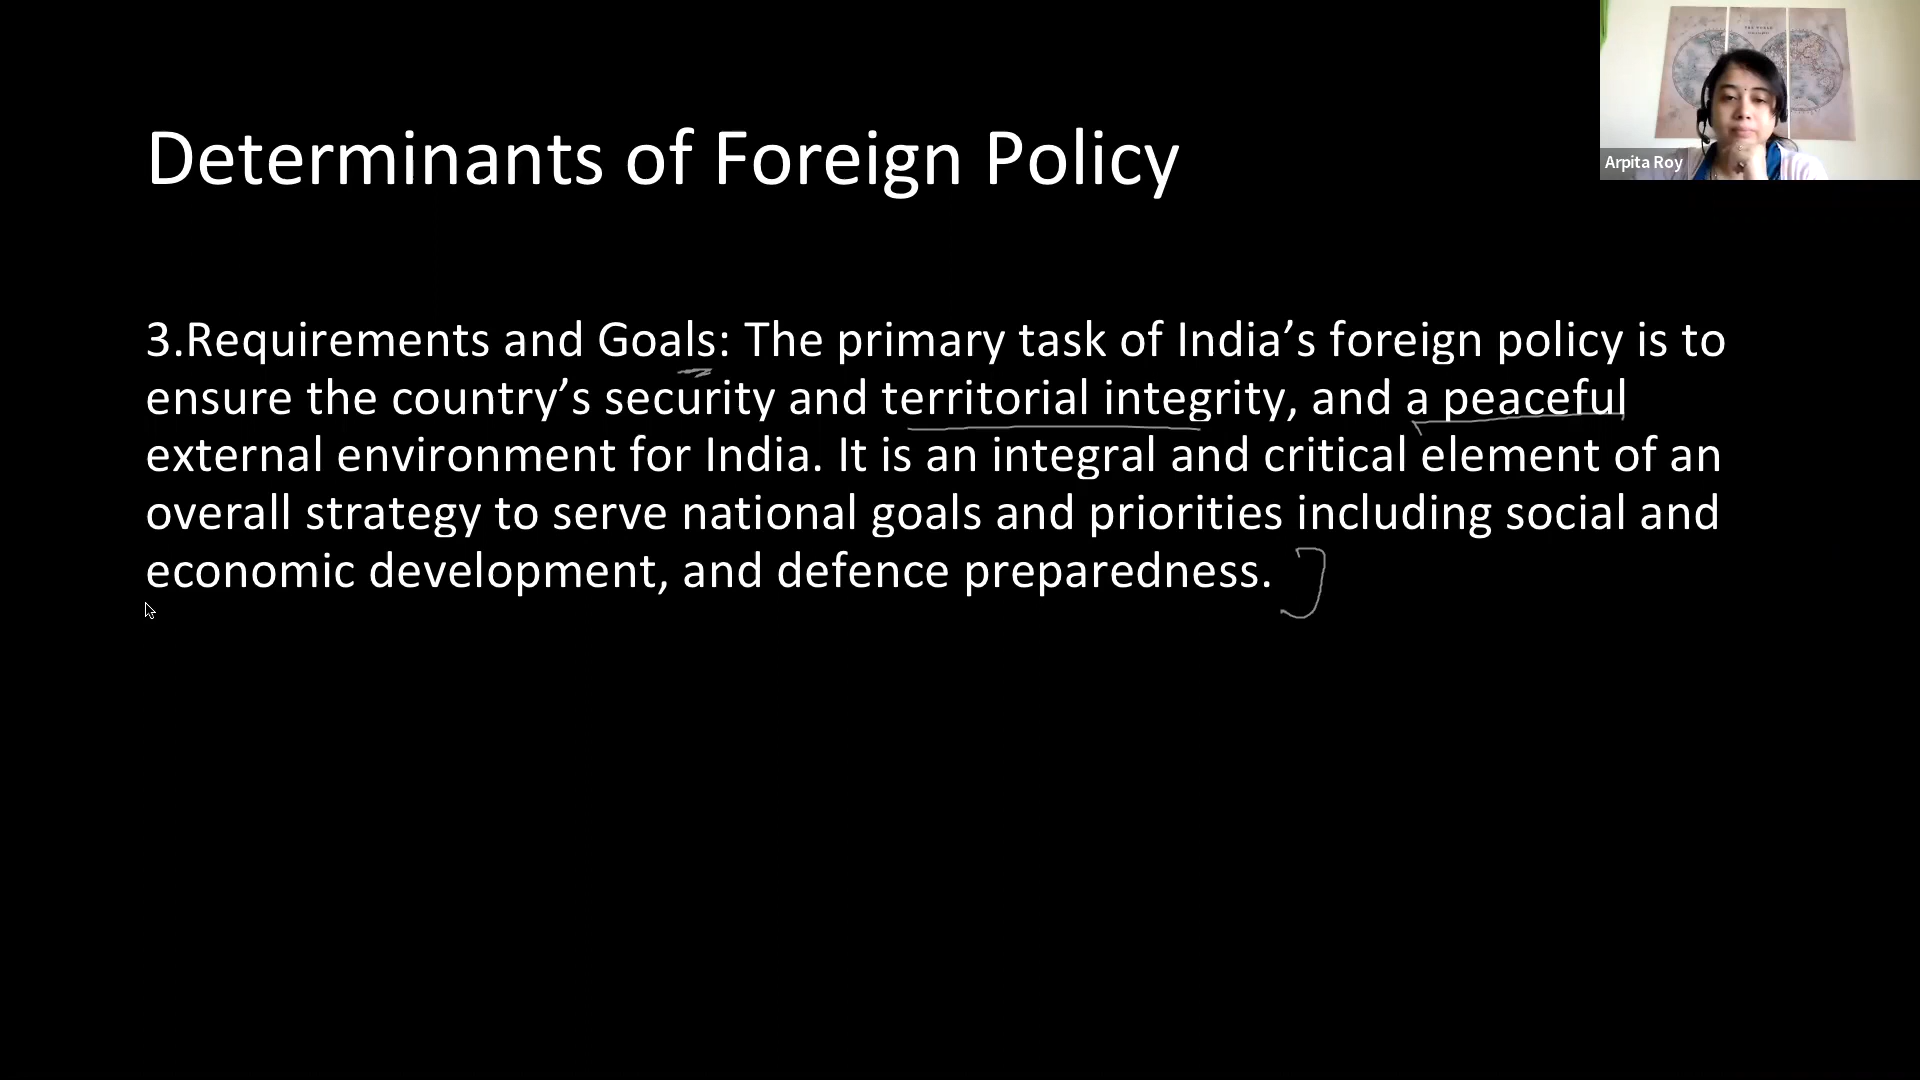 Determinants of Foreign Policy
Arpita Roy
3.Requirements and Goals: The primary task of India’s foreign policy is to
ensure the country’s security and territorial integrity, and a peaceful
external environment for India. It is an integral and critical element of an
overall strategy to serve national goals and priorities including social and
economic development, and defence preparedness.